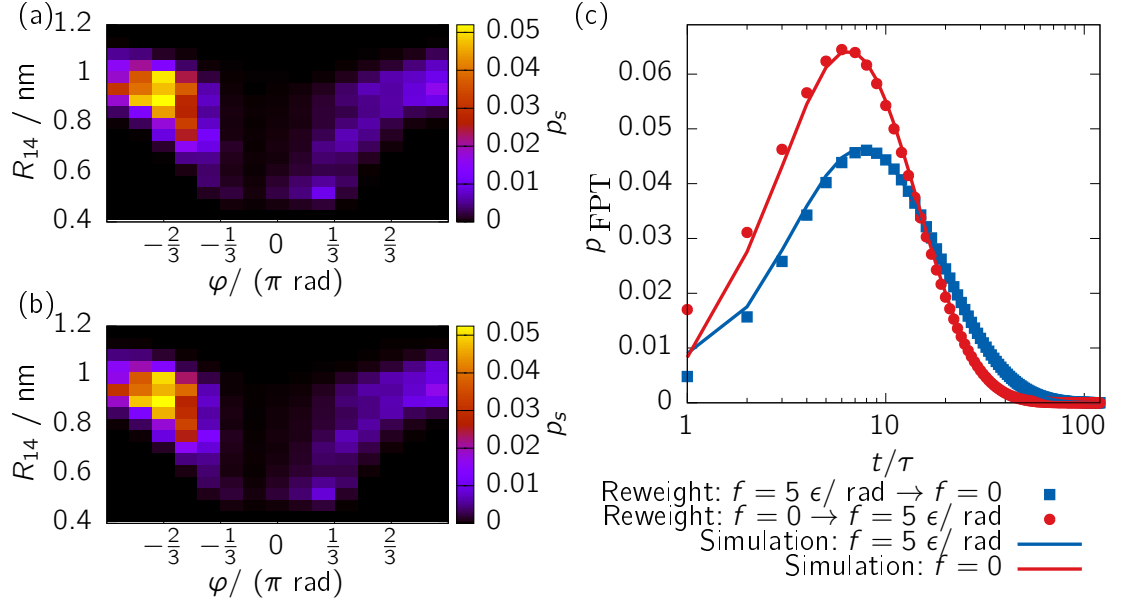 (a)
1.2
1
0.8
0.6
0.4
R₁₄ / nm
−2/3 −1/3 0 1/3 2/3
φ/ (π rad)
0.05
0.04
0.03
0.02
0.01
0
pₛ
(b)
1.2
1
0.8
0.6
0.4
R₁₄ / nm
−2/3 −1/3 0 1/3 2/3
φ/ (π rad)
0.05
0.04
0.03
0.02
0.01
0
pₛ
(c)
0.06
0.05
0.04
0.03
0.02
0.01
0
p FPT
1 10 100
t/τ
Reweight: f = 5 ϵ/ rad → f = 0
Reweight: f = 0 → f = 5 ϵ/ rad
Simulation: f = 5 ϵ/ rad
Simulation: f = 0